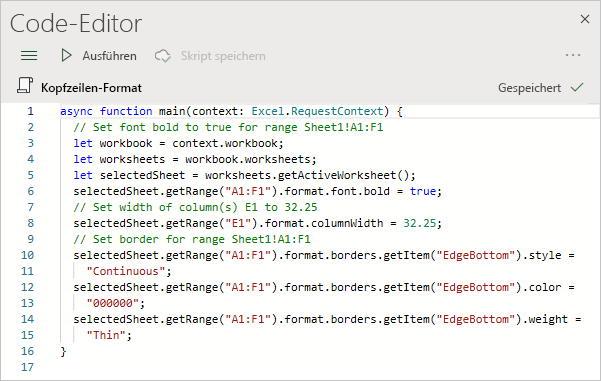 Code-Editor
Ausführen
Skript speichern
Kopfzeilen-Format
Gespeichert
1 async function main(context: Excel.RequestContext) {
2 // Set font bold to true for range Sheet1!A1:F1
3 let workbook = context.workbook;
4 let worksheets = workbook.worksheets;
5 let selectedSheet = worksheets.getActiveWorksheet();
6 selectedSheet.getRange("A1:F1").format.font.bold = true;
7 // Set width of column(s) E1 to 32.25
8 selectedSheet.getRange("E1").format.columnWidth = 32.25;
9 // Set border for range Sheet1!A1:F1
10 selectedSheet.getRange("A1:F1").format.borders.getItem("EdgeBottom").style =
11 "Continuous";
12 selectedSheet.getRange("A1:F1").format.borders.getItem("EdgeBottom").color =
13 "000000";
14 selectedSheet.getRange("A1:F1").format.borders.getItem("EdgeBottom").weight =
15 "Thin";
16 }
17